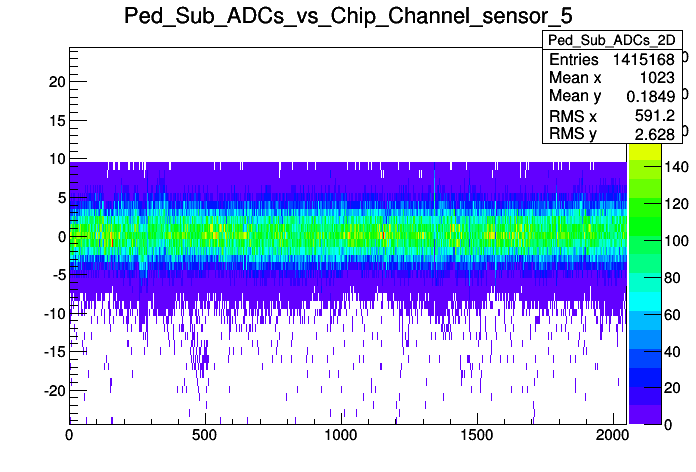 Ped_Sub_ADCs_vs_Chip_Channel_sensor_5
Ped_Sub_ADCs_2D
Entries 1415168
Mean x 1023
Mean y 0.1849
RMS x 591.2
RMS y 2.628
20
15
10
5
0
-5
-10
-15
-20
0 500 1000 1500 2000
140
120
100
80
60
40
20
0